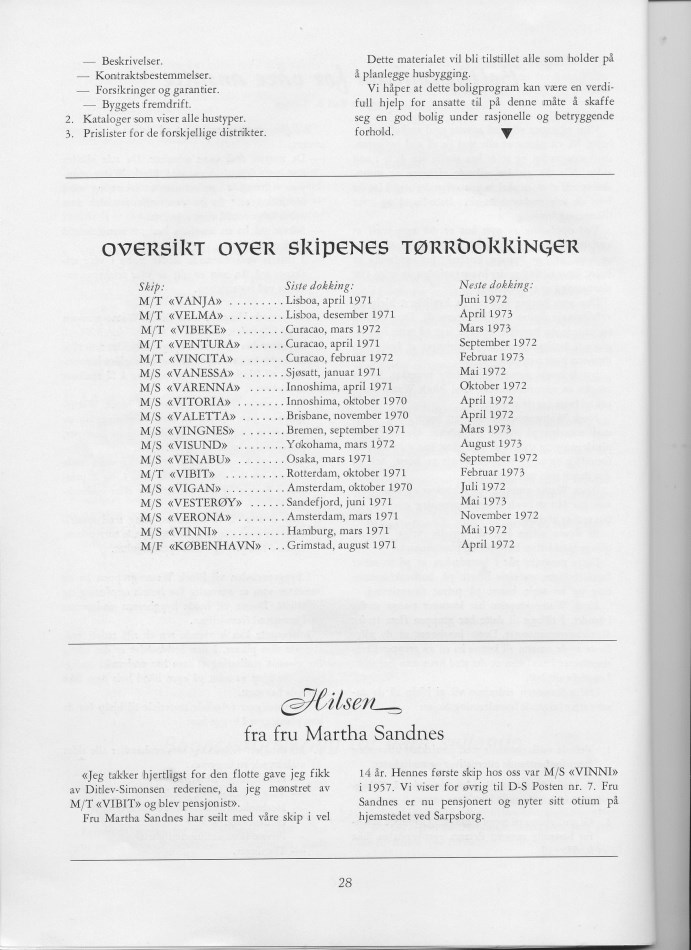 — Beskrivelser.
— Kontraktsbestemmelser.
— Forsikringer og garantier.
— Byggets fremdrift.
2. Kataloger som viser alle hustyper.
3. Prislister for de forskjellige distrikter.
Dette materialet vil bli tilstillet alle som holder på
å planlegge husbygging.
Vi håper at dette boligprogram kan være en verdi-
full hjelp for ansatte til på denne måte å skaffe
seg en god bolig under rasjonelle og betryggende
forhold. ▼
OVERSIKT OVER SKIPENES TØRRDOKKINGER
Skip: Siste dokking: Neste dokking:
M/T «VANJA» ......... Lisboa, april 1971 Juni 1972
M/T «VELMA» ......... Lisboa, desember 1971 April 1973
M/T «VIBEKE» ........ Curacao, mars 1972 Mars 1973
M/T «VENTURA» ...... Curacao, april 1971 September 1972
M/T «VINCITA» ....... Curacao, februar 1972 Februar 1973
M/S «VANESSA» ....... Sjøsatt, januar 1971 Mai 1972
M/S «VARENNA» ...... Innoshima, april 1971 Oktober 1972
M/S «VITORIA» ........ Innoshima, oktober 1970 April 1972
M/S «VALETTA» ....... Brisbane, november 1970 April 1972
M/S «VINGNES» ....... Bremen, september 1971 Mars 1973
M/S «VISUND» ........ Yokohama, mars 1972 August 1973
M/S «VENABU» ........ Osaka, mars 1971 September 1972
M/T «VIBIT» .......... Rotterdam, oktober 1971 Februar 1973
M/S «VIGAN» .......... Amsterdam, oktober 1970 Juli 1972
M/S «VESTERØY» ..... Sandefjord, juni 1971 Mai 1973
M/S «VERONA» ........ Amsterdam, mars 1971 November 1972
M/S «VINNI» .......... Hamburg, mars 1971 Mai 1972
M/F «KØBENHAVN» ... Grimstad, august 1971 April 1972
Hilsen
fra fru Martha Sandnes
«Jeg takker hjertligst for den flotte gave jeg fikk
av Ditlev-Simonsen rederiene, da jeg mønstret av
M/T «VIBIT» og blev pensjonist».
Fru Martha Sandnes har seilt med våre skip i vel
14 år. Hennes første skip hos oss var M/S «VINNI»
i 1957. Vi viser for øvrig til D-S Posten nr. 7. Fru
Sandnes er nu pensjonert og nyter sitt otium på
hjemstedet ved Sarpsborg.
28